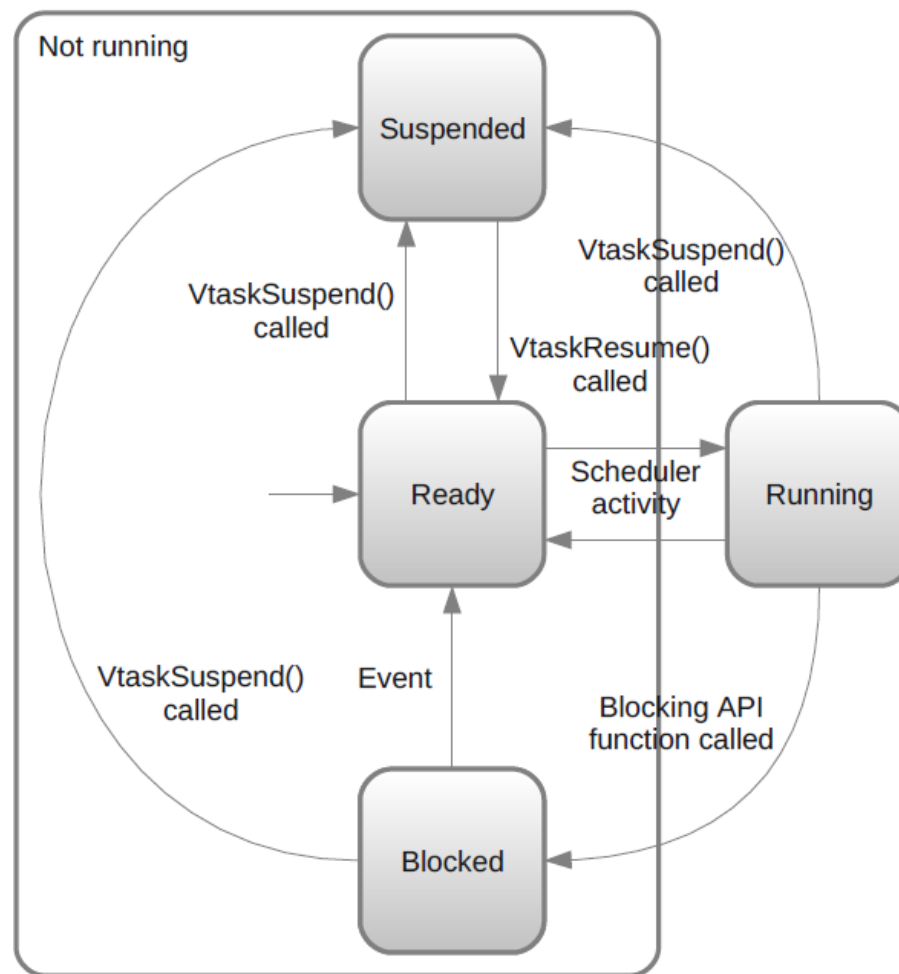 Not running
Suspended
VtaskSuspend()
called
VtaskSuspend()
called
VtaskResume()
called
Ready
Scheduler
activity
Running
VtaskSuspend()
called
Event
Blocking API
function called
Blocked